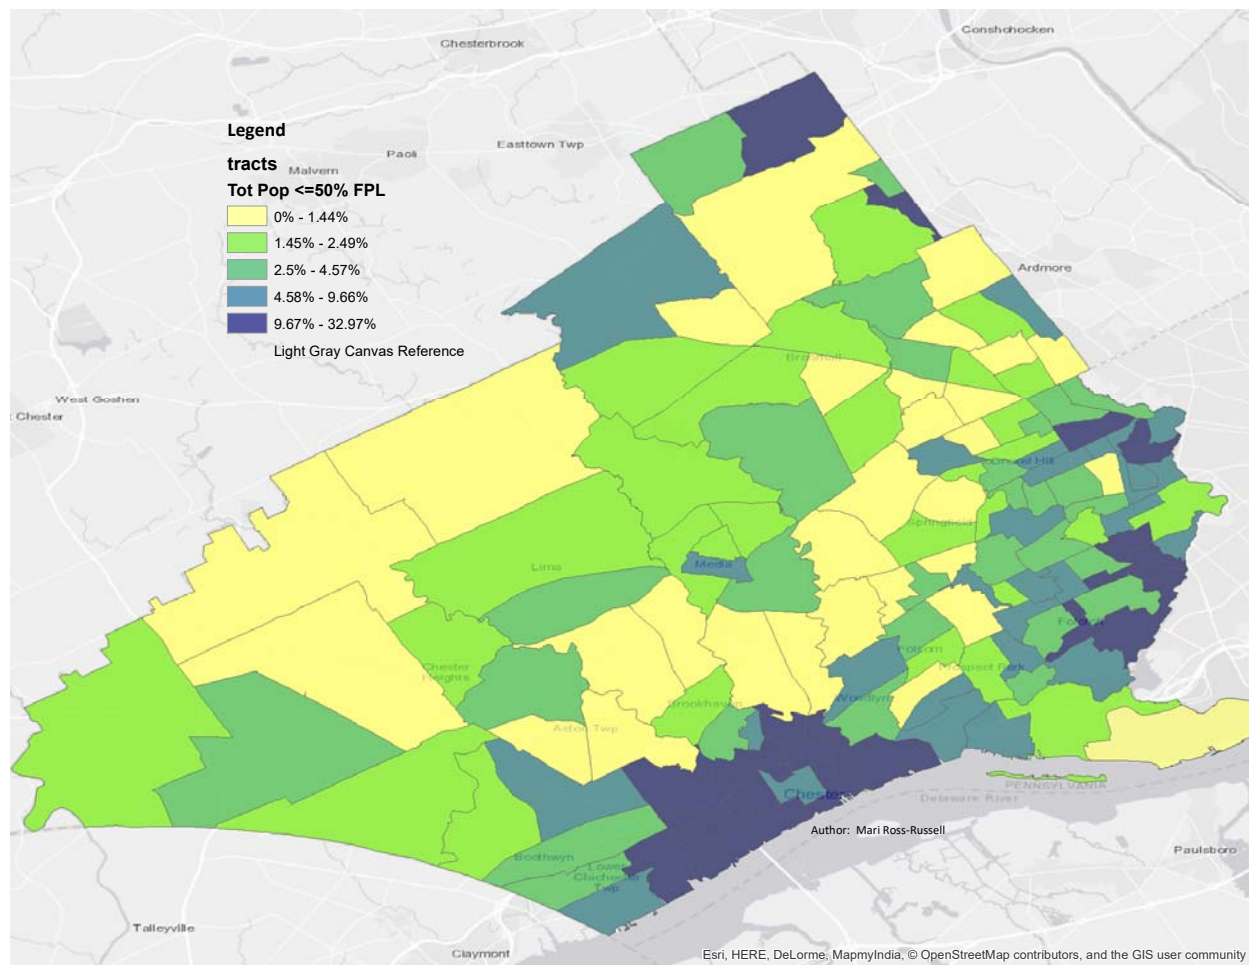 Conshohocken
Chesterbrook
Legend
tracts
Malvern
Paoli
Easttown Twp
Tot Pop <=50% FPL
0% - 1.44%
1.45% - 2.49%
2.5% - 4.57%
4.58% - 9.66%
9.67% - 32.97%
Light Gray Canvas Reference
Ardmore
Broomall
West Goshen
Chester
Drexel Hill
Springfield
Lima
Media
Folcroft
Folsom
Chester
Heights
Prospect Park
Woodlyn
Brookhaven
Aston Twp
Chester
PENNSYLVANIA
Delaware River
Author: Mari Ross-Russell
Paulsboro
Boothwyn
Lower
Chichester
Twp
Talleyville
Claymont
Esri, HERE, DeLorme, MapmyIndia, © OpenStreetMap contributors, and the GIS user community